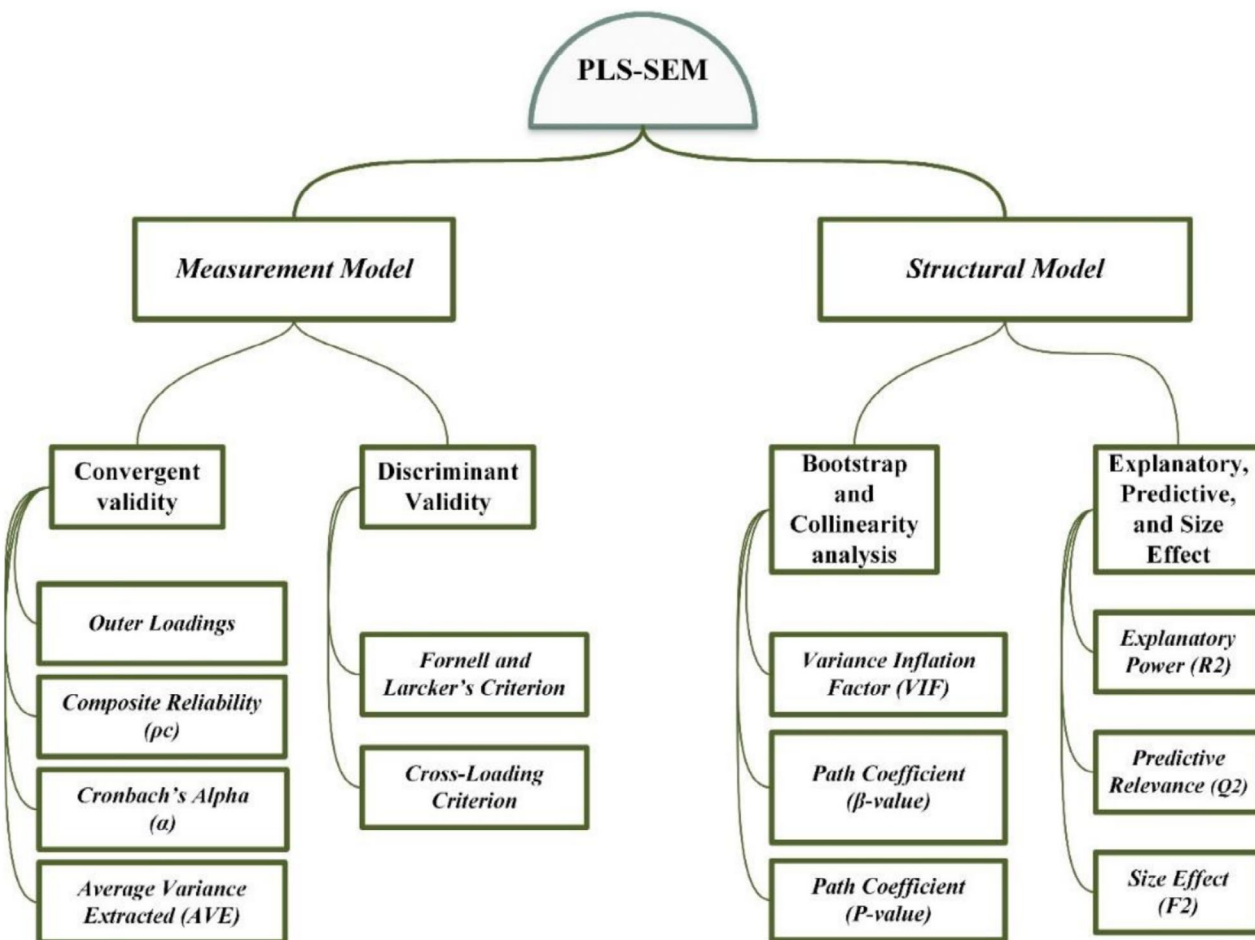 PLS-SEM
Measurement Model
Structural Model
Convergent
validity
Discriminant
Validity
Bootstrap
and
Collinearity
analysis
Explanatory,
Predictive,
and Size
Effect
Outer Loadings
Composite Reliability
(ρc)
Cronbach's Alpha
(α)
Average Variance
Extracted (AVE)
Fornell and
Larcker's Criterion
Cross-Loading
Criterion
Variance Inflation
Factor (VIF)
Path Coefficient
(β-value)
Path Coefficient
(P-value)
Explanatory
Power (R2)
Predictive
Relevance (Q2)
Size Effect
(F2)